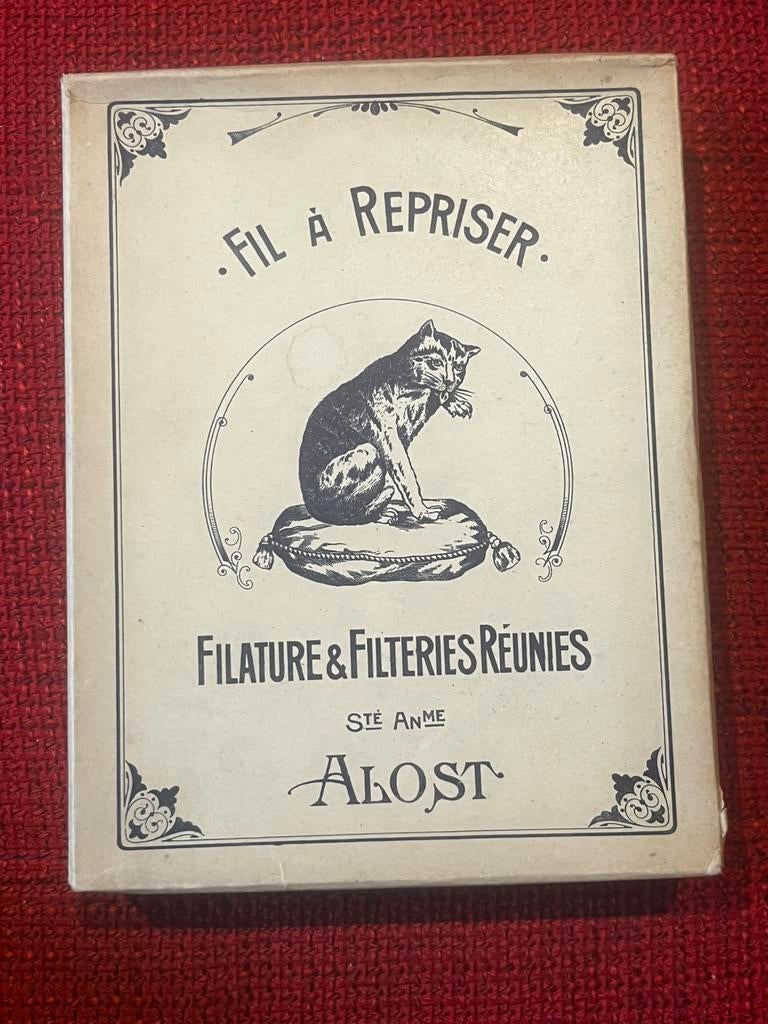 · FIL À REPRISER ·
FILATURE & FILTERIES RÉUNIES
STÉ ANME
ALOST